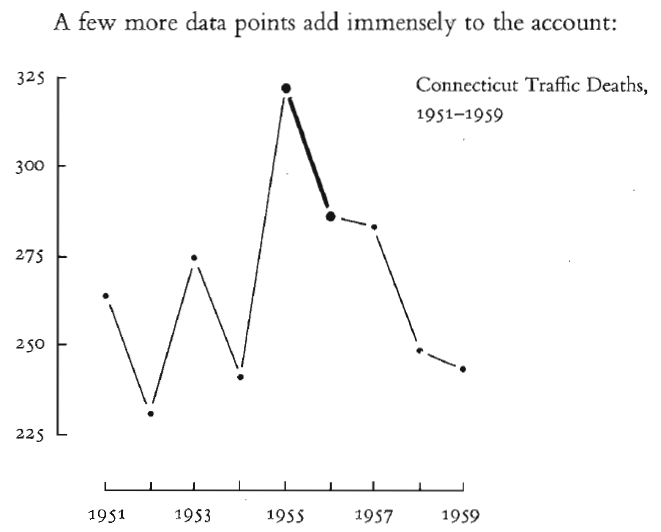 A few more data points add immensely to the account:
Connecticut Traffic Deaths,
1951–1959
325
300
275
250
225
1951 1953 1955 1957 1959